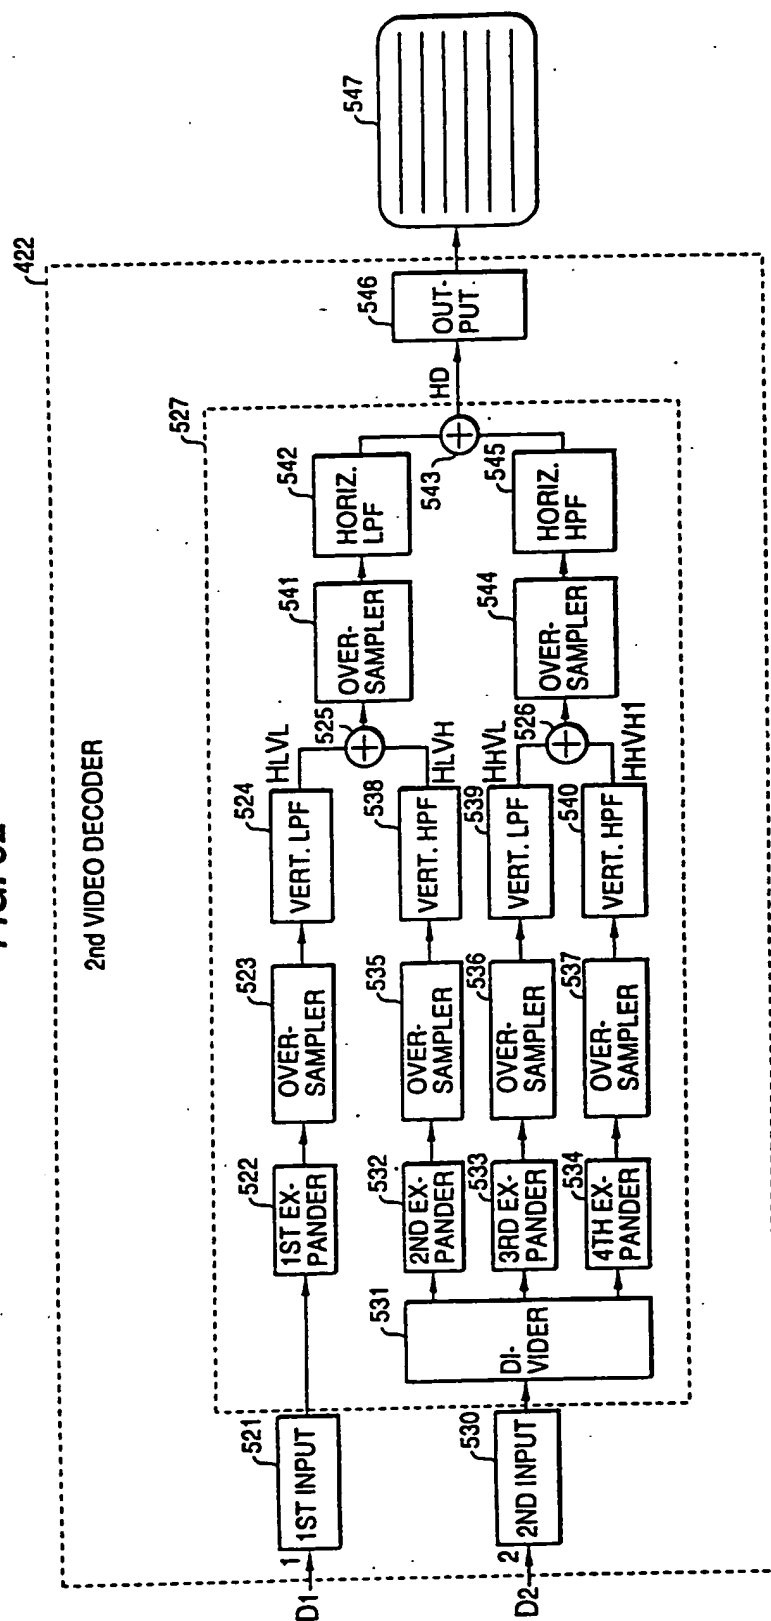 2nd VIDEO DECODER
422
527
D1
1
1ST INPUT
521
1ST EX-
PANDER
522
OVER-
SAMPLER
523
VERT. LPF
524
HLVL
525
OVER-
SAMPLER
541
HORIZ.
LPF
542
D2
2
2ND INPUT
530
DI-
VIDER
531
2ND EX-
PANDER
532
OVER-
SAMPLER
535
VERT. HPF
538
HLVH
3RD EX-
PANDER
533
OVER-
SAMPLER
536
VERT. LPF
539
HHVL
526
OVER-
SAMPLER
544
HORIZ.
HPF
545
4TH EX-
PANDER
534
OVER-
SAMPLER
537
VERT. HPF
540
HHVH1
543
HD
OUT-
PUT
546
547